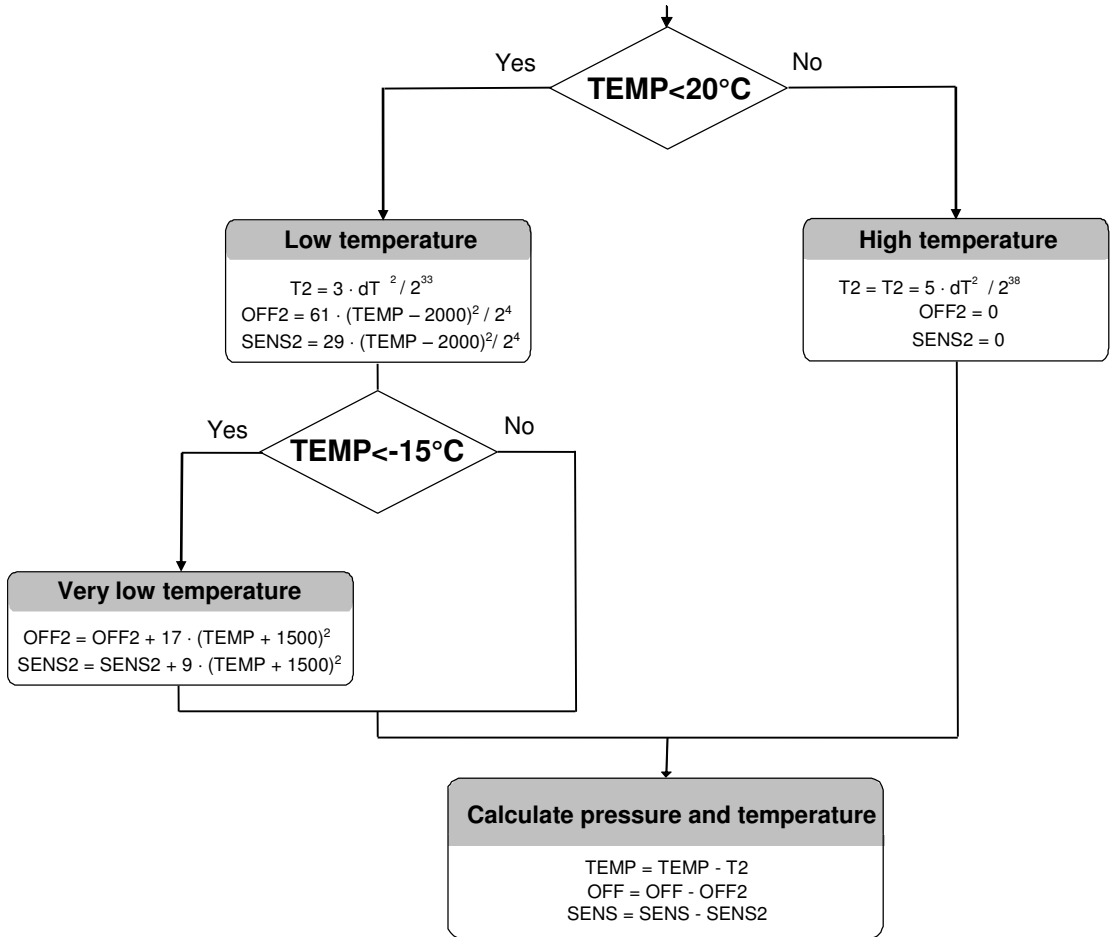 Yes
No
TEMP<20°C
Low temperature
T2 = 3 · dT ² / 2³³
OFF2 = 61 · (TEMP – 2000)² / 2⁴
SENS2 = 29 · (TEMP – 2000)²/ 2⁴
High temperature
T2 = T2 = 5 · dT² / 2³⁸
OFF2 = 0
SENS2 = 0
Yes
No
TEMP<-15°C
Very low temperature
OFF2 = OFF2 + 17 · (TEMP + 1500)²
SENS2 = SENS2 + 9 · (TEMP + 1500)²
Calculate pressure and temperature
TEMP = TEMP - T2
OFF = OFF - OFF2
SENS = SENS - SENS2